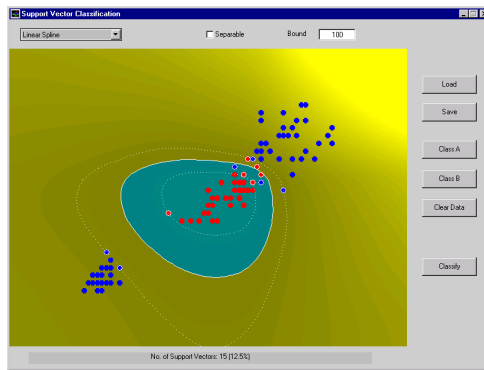 Support Vector Classification
Linear Spline
Separable
Bound
100
Load
Save
Class A
Class B
Clear Data
Classify
No. of Support Vectors: 15 (12.5%)